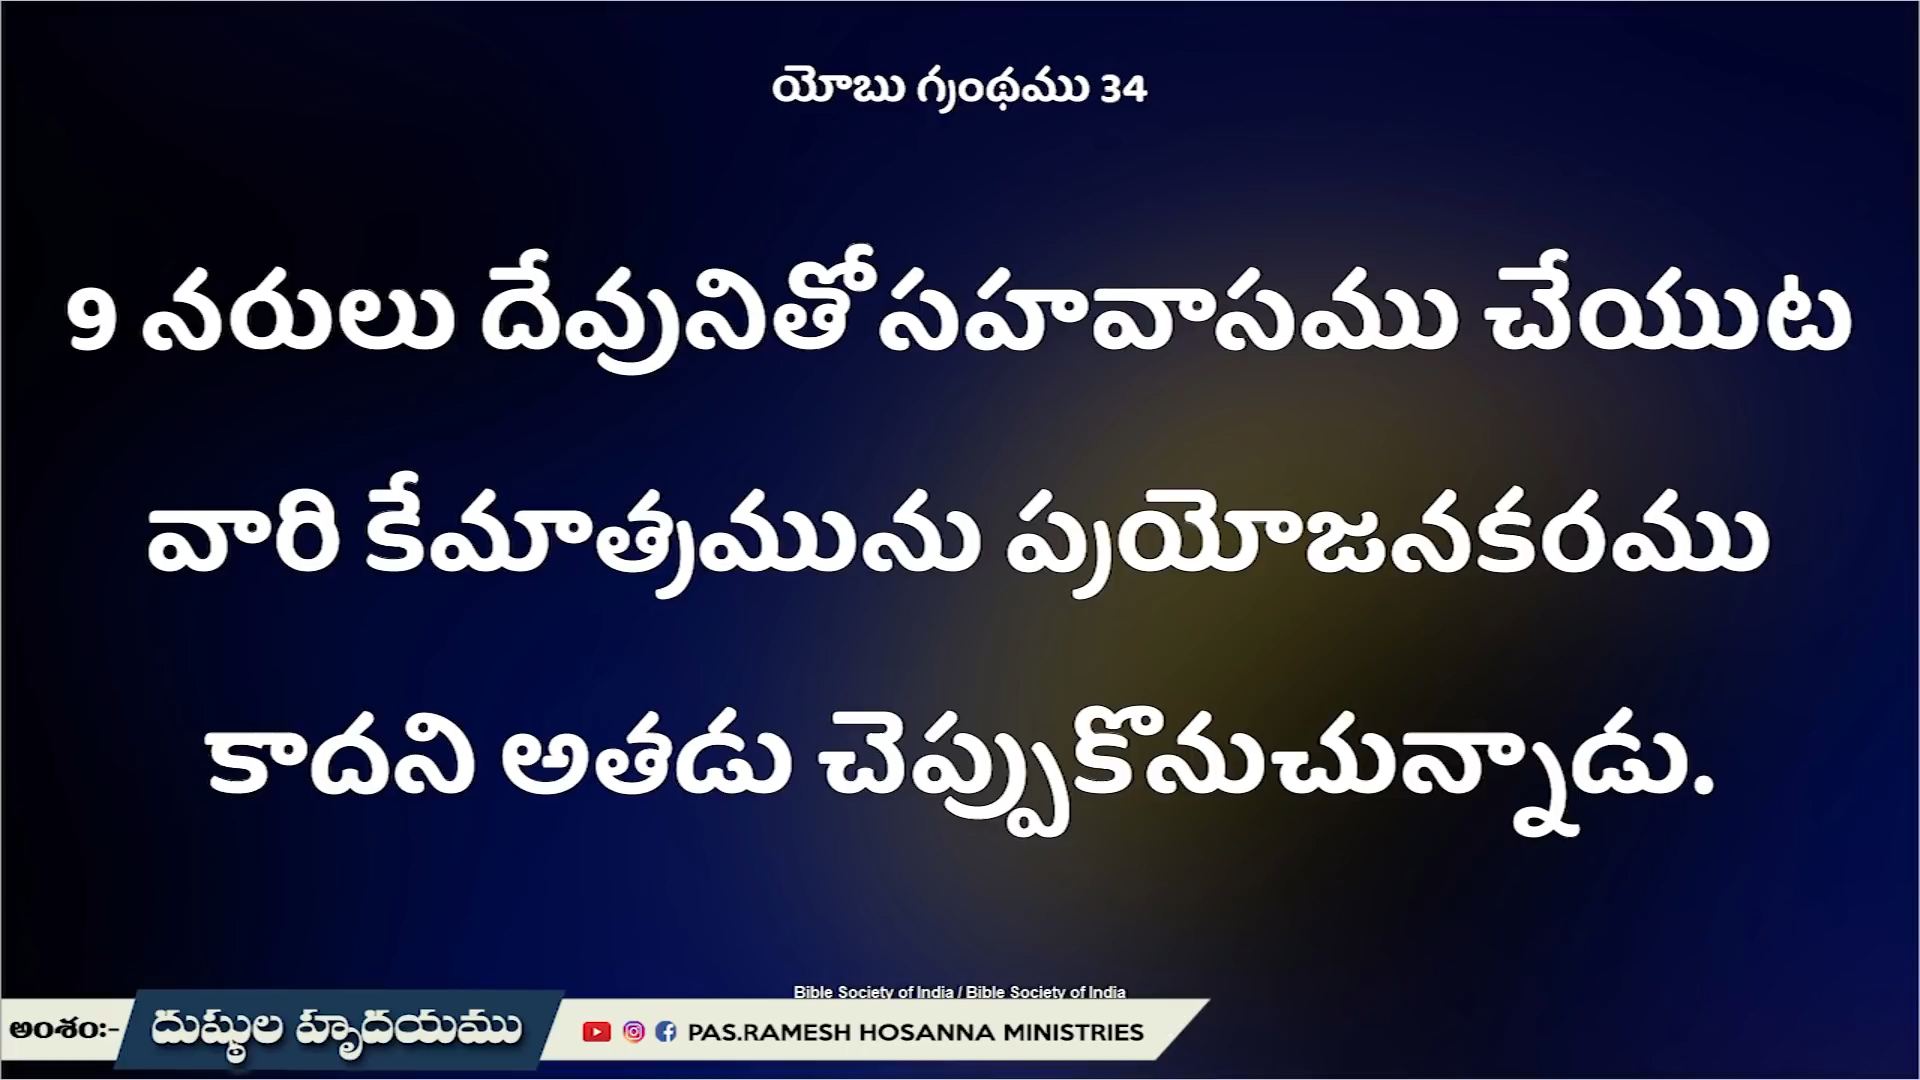 యోబు గ్రంథము 34
9 నరులు దేవునితో సహవాసము చేయుట
వారి కేమాత్రమును ప్రయోజనకరము
కాదని అతడు చెప్పుకొనుచున్నాడు.
Bible Society of India / Bible Society of India
అంశం:- దుష్టుల హృదయము PAS.RAMESH HOSANNA MINISTRIES